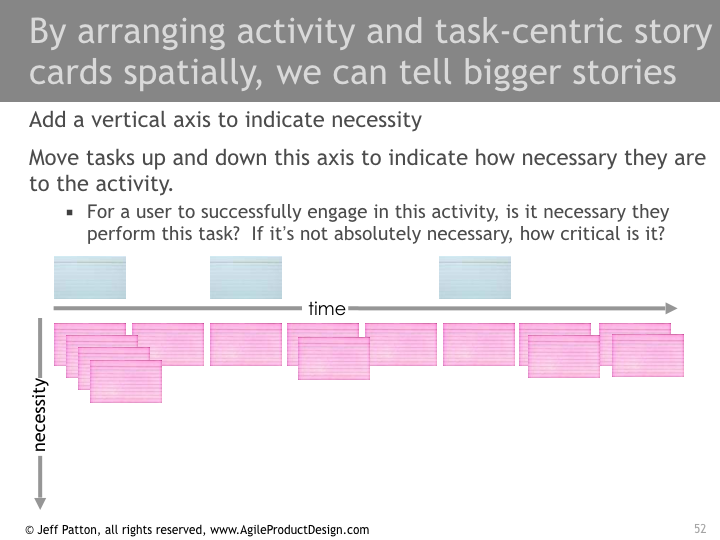 By arranging activity and task-centric story
cards spatially, we can tell bigger stories
Add a vertical axis to indicate necessity
Move tasks up and down this axis to indicate how necessary they are
to the activity.
▪ For a user to successfully engage in this activity, is it necessary they
perform this task?  If it's not absolutely necessary, how critical is it?
time
necessity
© Jeff Patton, all rights reserved, www.AgileProductDesign.com
52